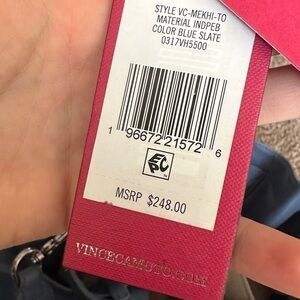 STYLE VC-MEKHI-TO
MATERIAL INDPEB
COLOR BLUE SLATE
0317VH5500
1 96672 21572 6
EPC
MSRP $248.00
VINCECAMUTO.COM